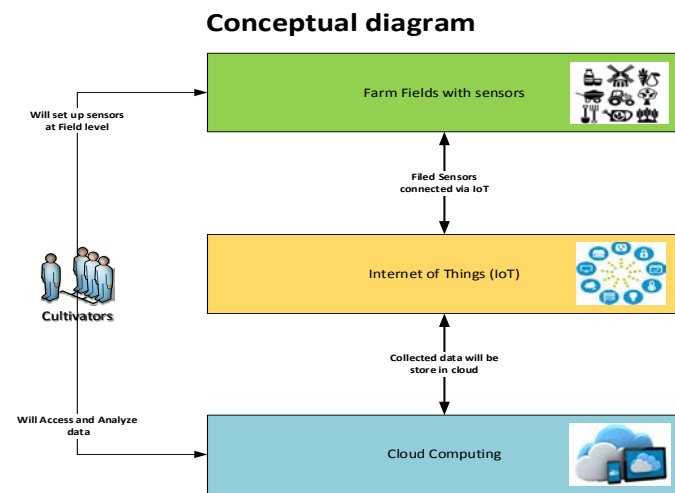 Conceptual diagram
Farm Fields with sensors
Will set up sensors
at Field level
Filed Sensors
connected via IoT
Internet of Things (IoT)
Cultivators
Collected data will be
store in cloud
Will Access and Analyze
data
Cloud Computing